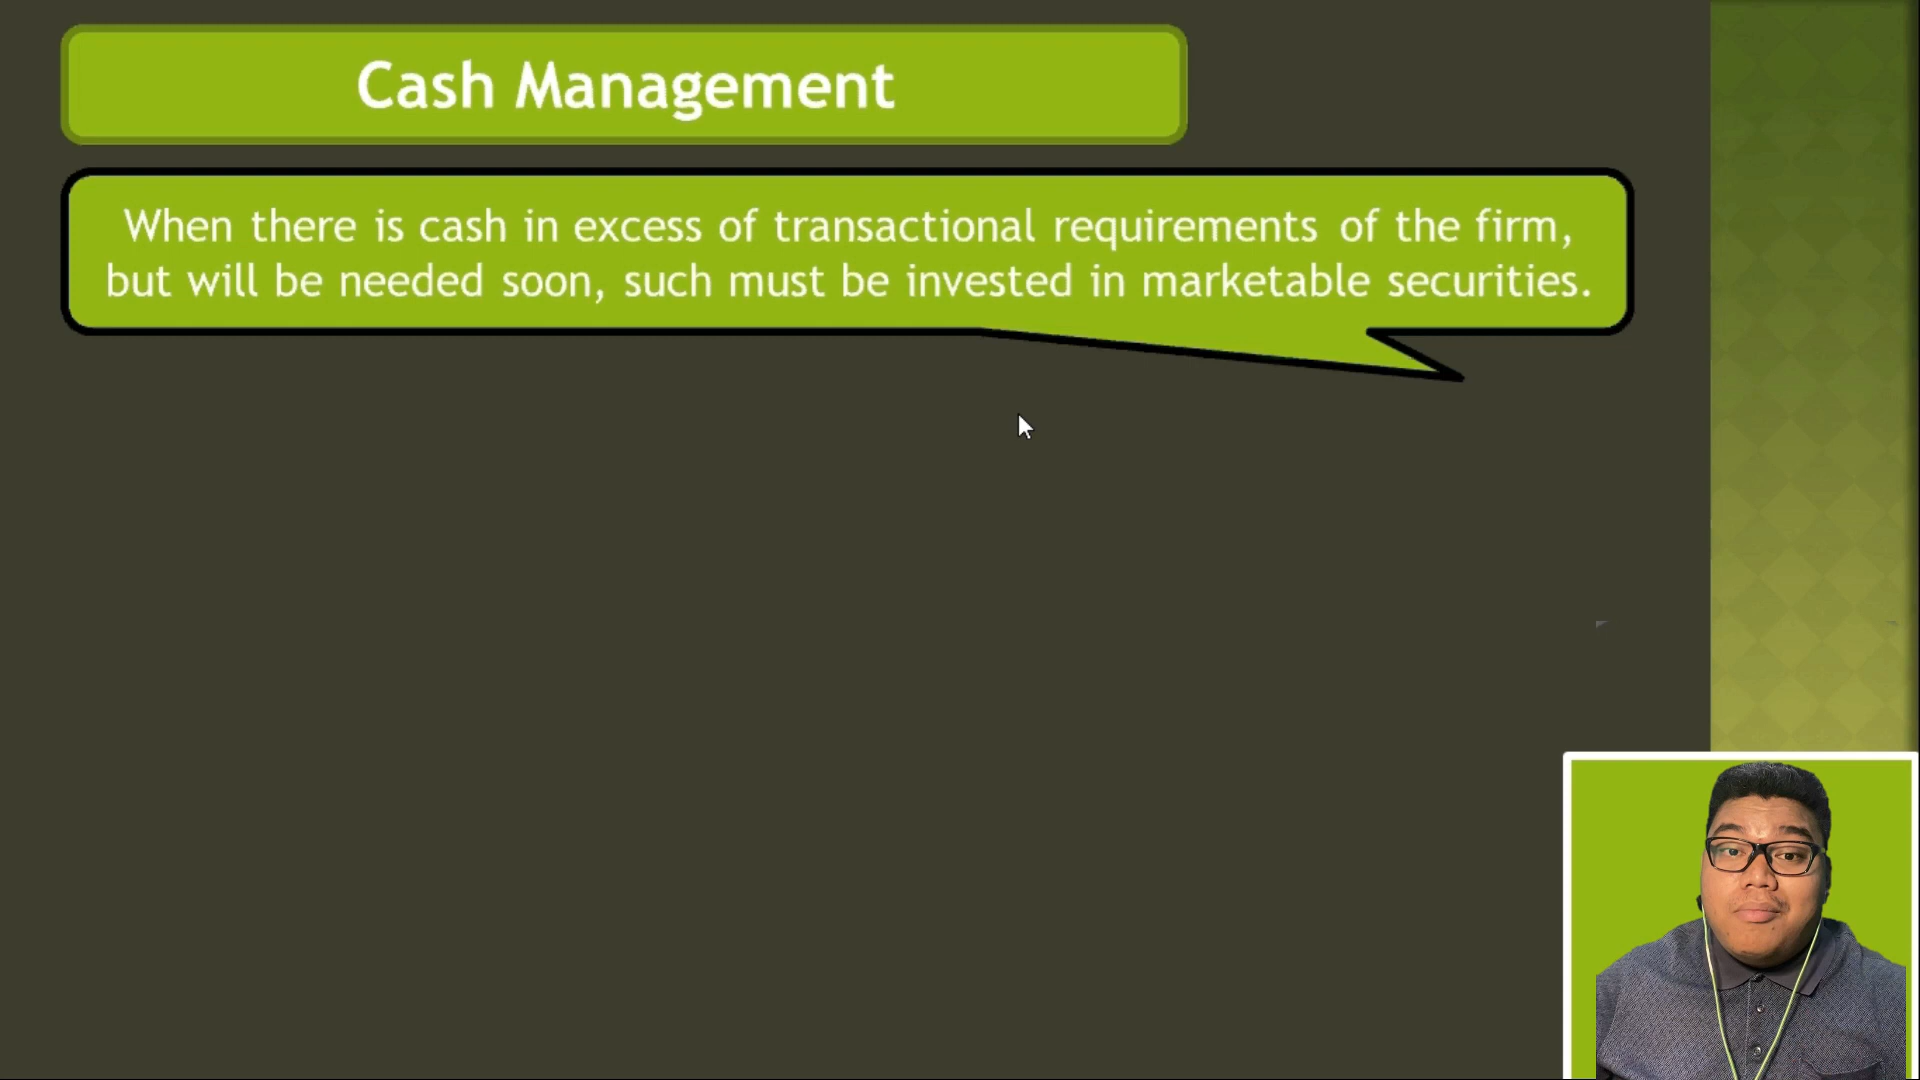 Cash Management
When there is cash in excess of transactional requirements of the firm,
but will be needed soon, such must be invested in marketable securities.